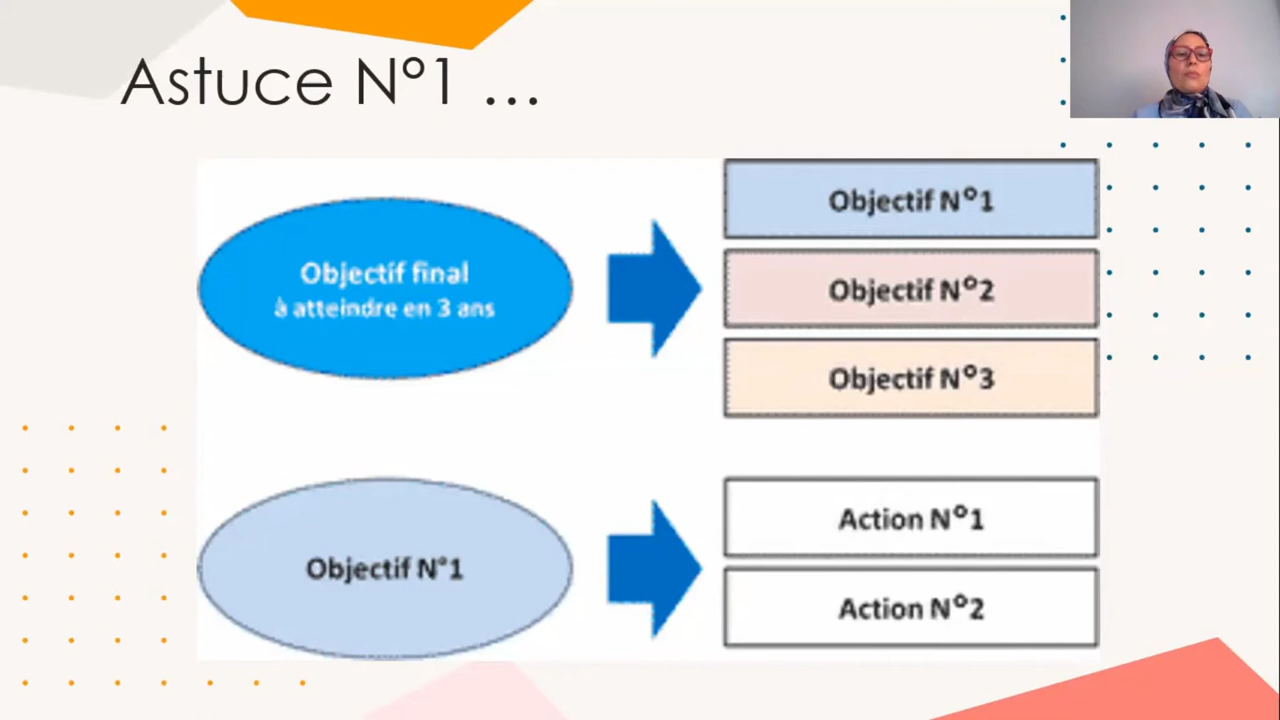 Astuce N°1 ...
Objectif final
à atteindre en 3 ans
Objectif N°1
Objectif N°2
Objectif N°3
Objectif N°1
Action N°1
Action N°2